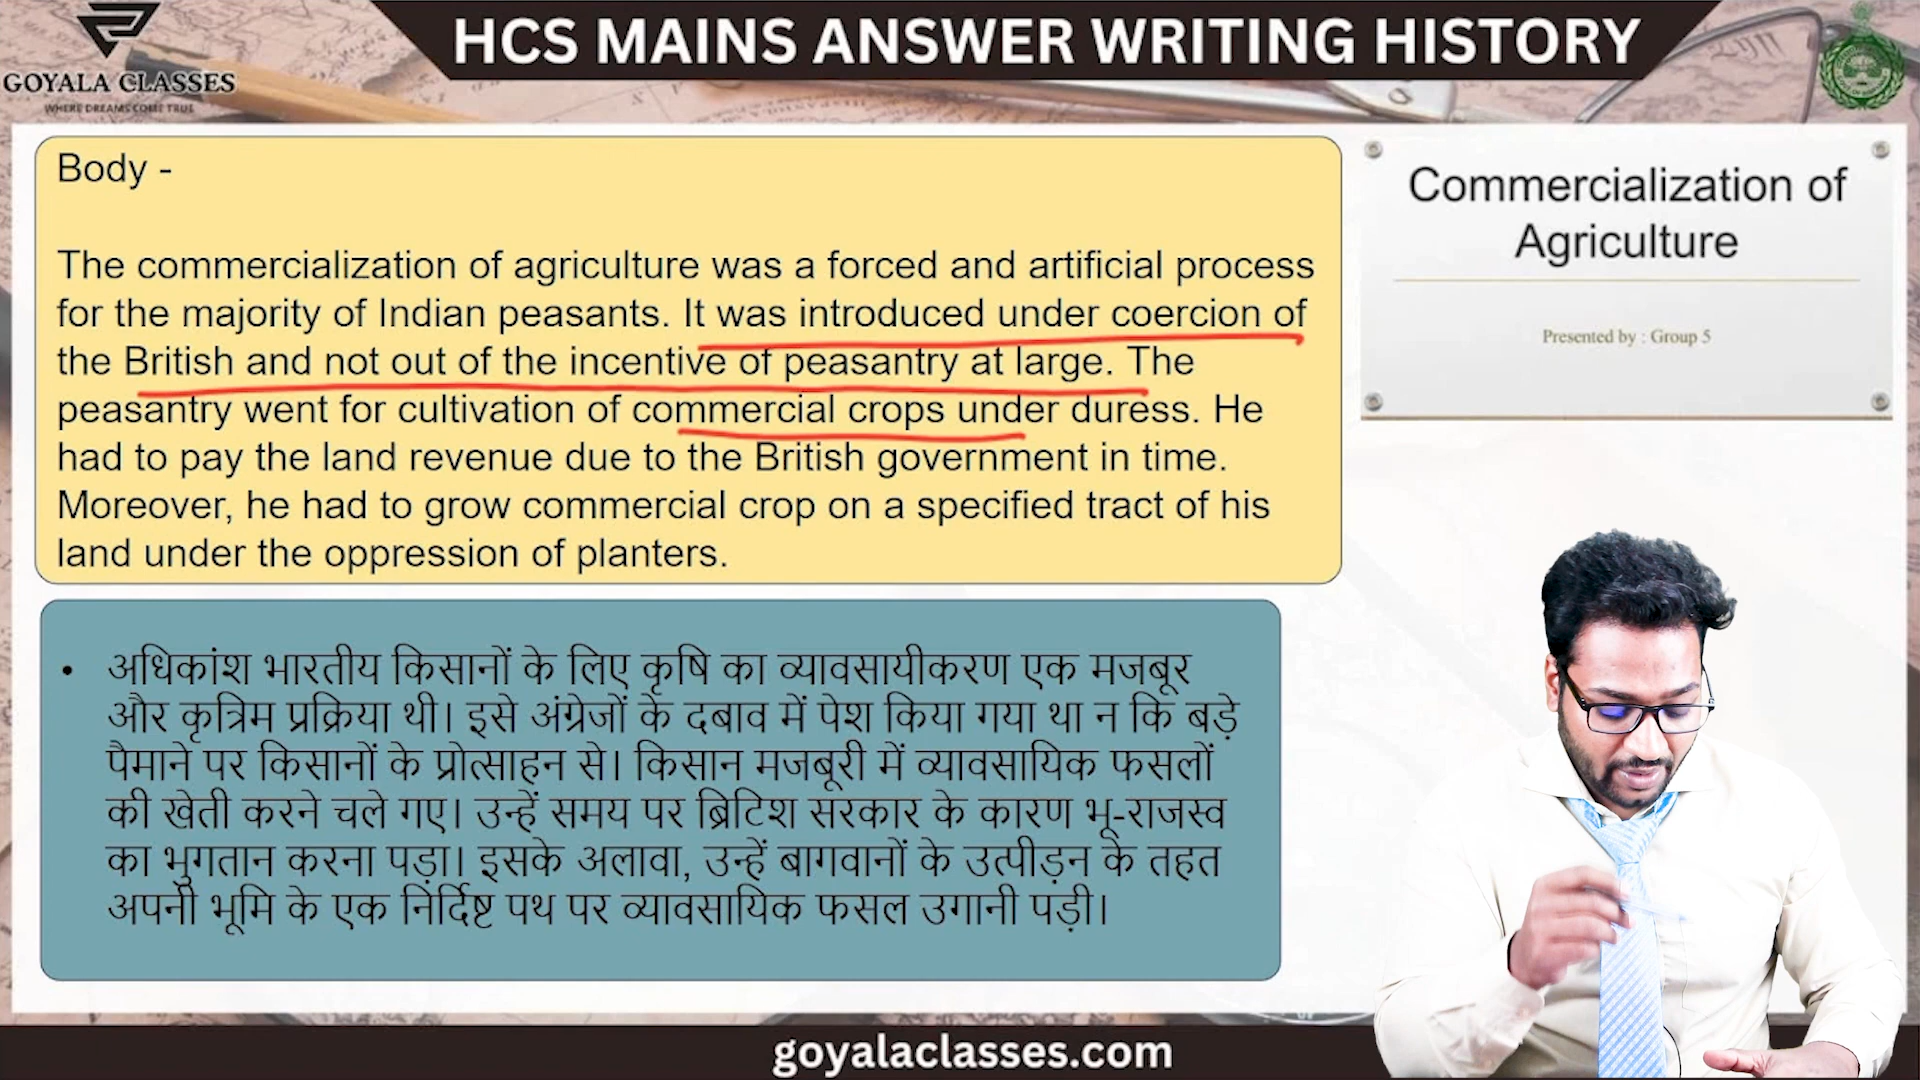 HCS MAINS ANSWER WRITING HISTORY
GOYALA CLASSES
WHERE DREAMS COME TRUE
Body -
The commercialization of agriculture was a forced and artificial process
for the majority of Indian peasants. It was introduced under coercion of
the British and not out of the incentive of peasantry at large. The
peasantry went for cultivation of commercial crops under duress. He
had to pay the land revenue due to the British government in time.
Moreover, he had to grow commercial crop on a specified tract of his
land under the oppression of planters.
Commercialization of
Agriculture
Presented by : Group 5
• अधिकांश भारतीय किसानों के लिए कृषि का व्यावसायीकरण एक मजबूर
और कृत्रिम प्रक्रिया थी। इसे अंग्रेजों के दबाव में पेश किया गया था न कि बड़े
पैमाने पर किसानों के प्रोत्साहन से। किसान मजबूरी में व्यावसायिक फसलों
की खेती करने चले गए। उन्हें समय पर ब्रिटिश सरकार के कारण भू-राजस्व
का भुगतान करना पड़ा। इसके अलावा, उन्हें बागवानों के उत्पीड़न के तहत
अपनी भूमि के एक निर्दिष्ट पथ पर व्यावसायिक फसल उगानी पड़ी।
goyalaclasses.com